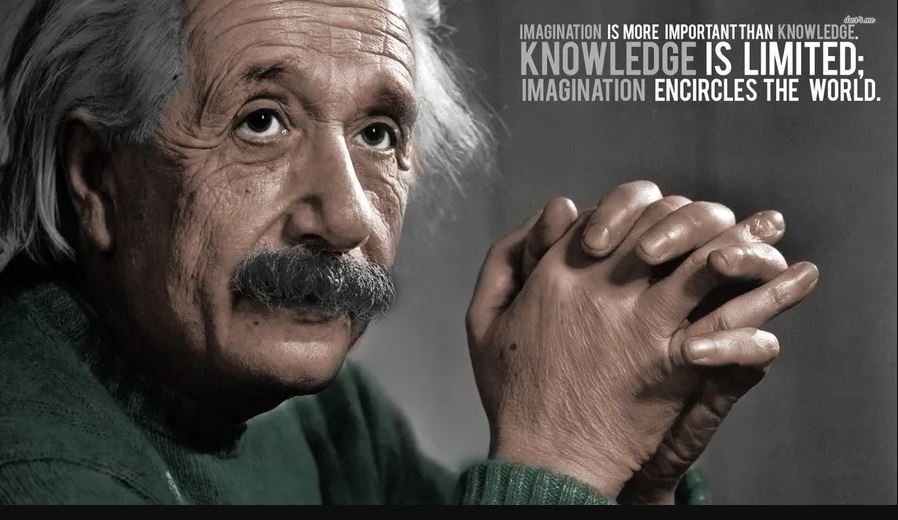 IMAGINATION IS MORE IMPORTANT THAN KNOWLEDGE.
KNOWLEDGE IS LIMITED;
IMAGINATION ENCIRCLES THE WORLD.